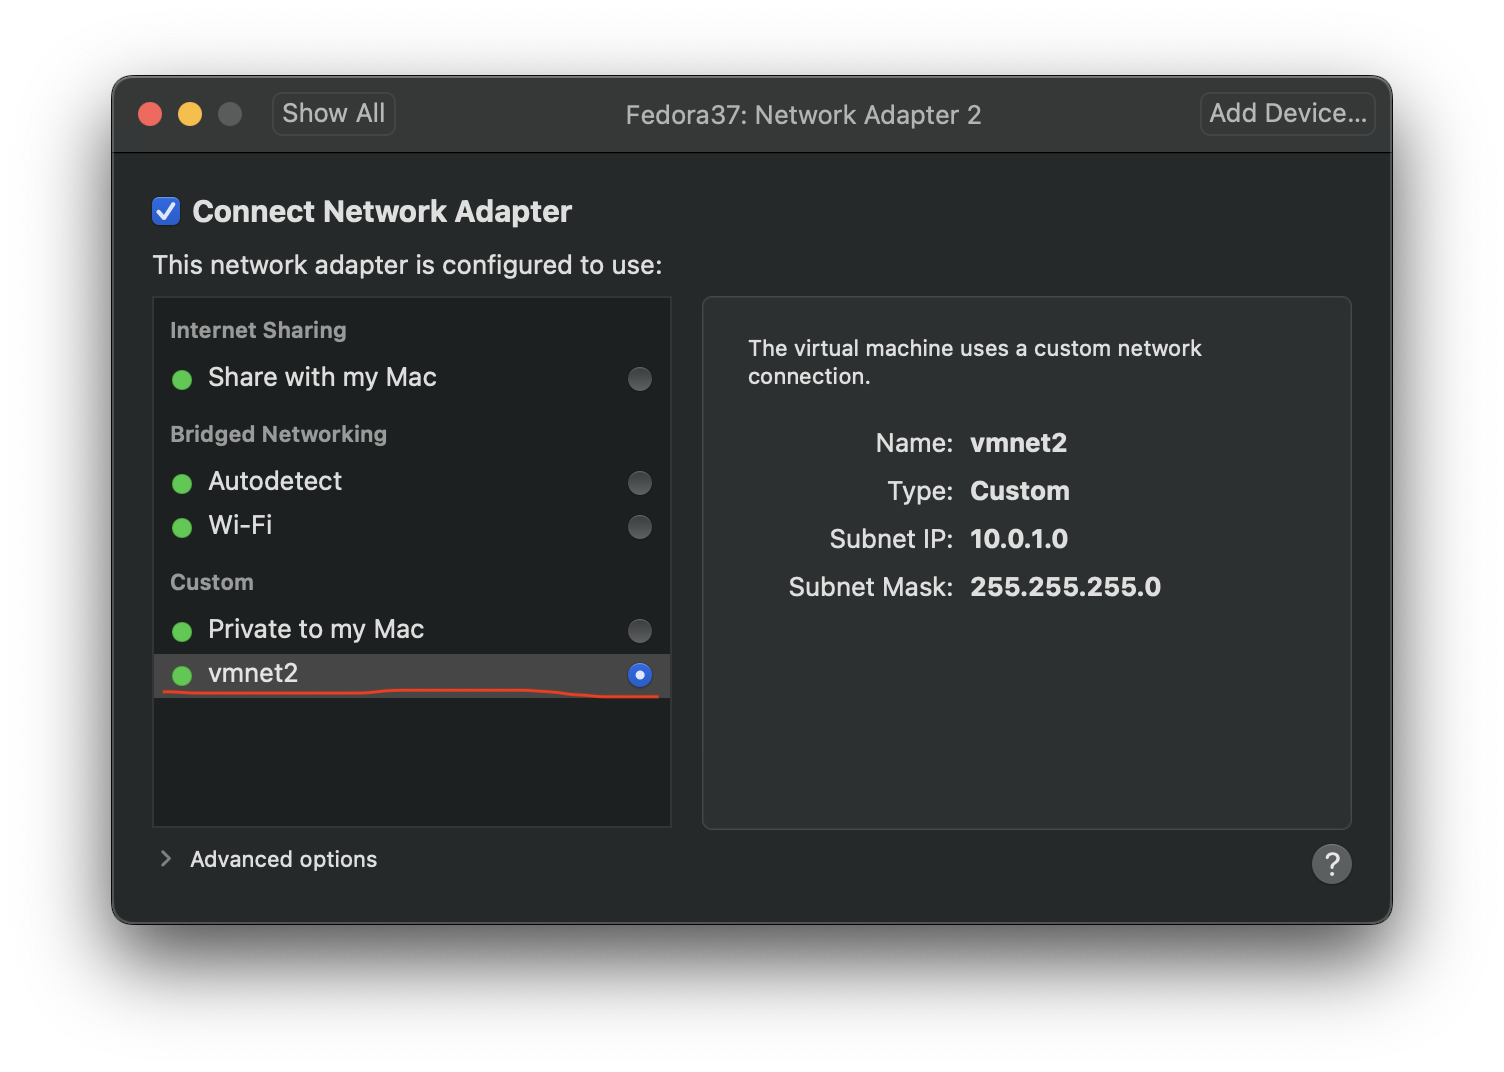 Show All
Fedora37: Network Adapter 2
Add Device...
Connect Network Adapter
This network adapter is configured to use:
Internet Sharing
Share with my Mac
Bridged Networking
Autodetect
Wi-Fi
Custom
Private to my Mac
vmnet2
The virtual machine uses a custom network
connection.
Name: vmnet2
Type: Custom
Subnet IP: 10.0.1.0
Subnet Mask: 255.255.255.0
Advanced options
?